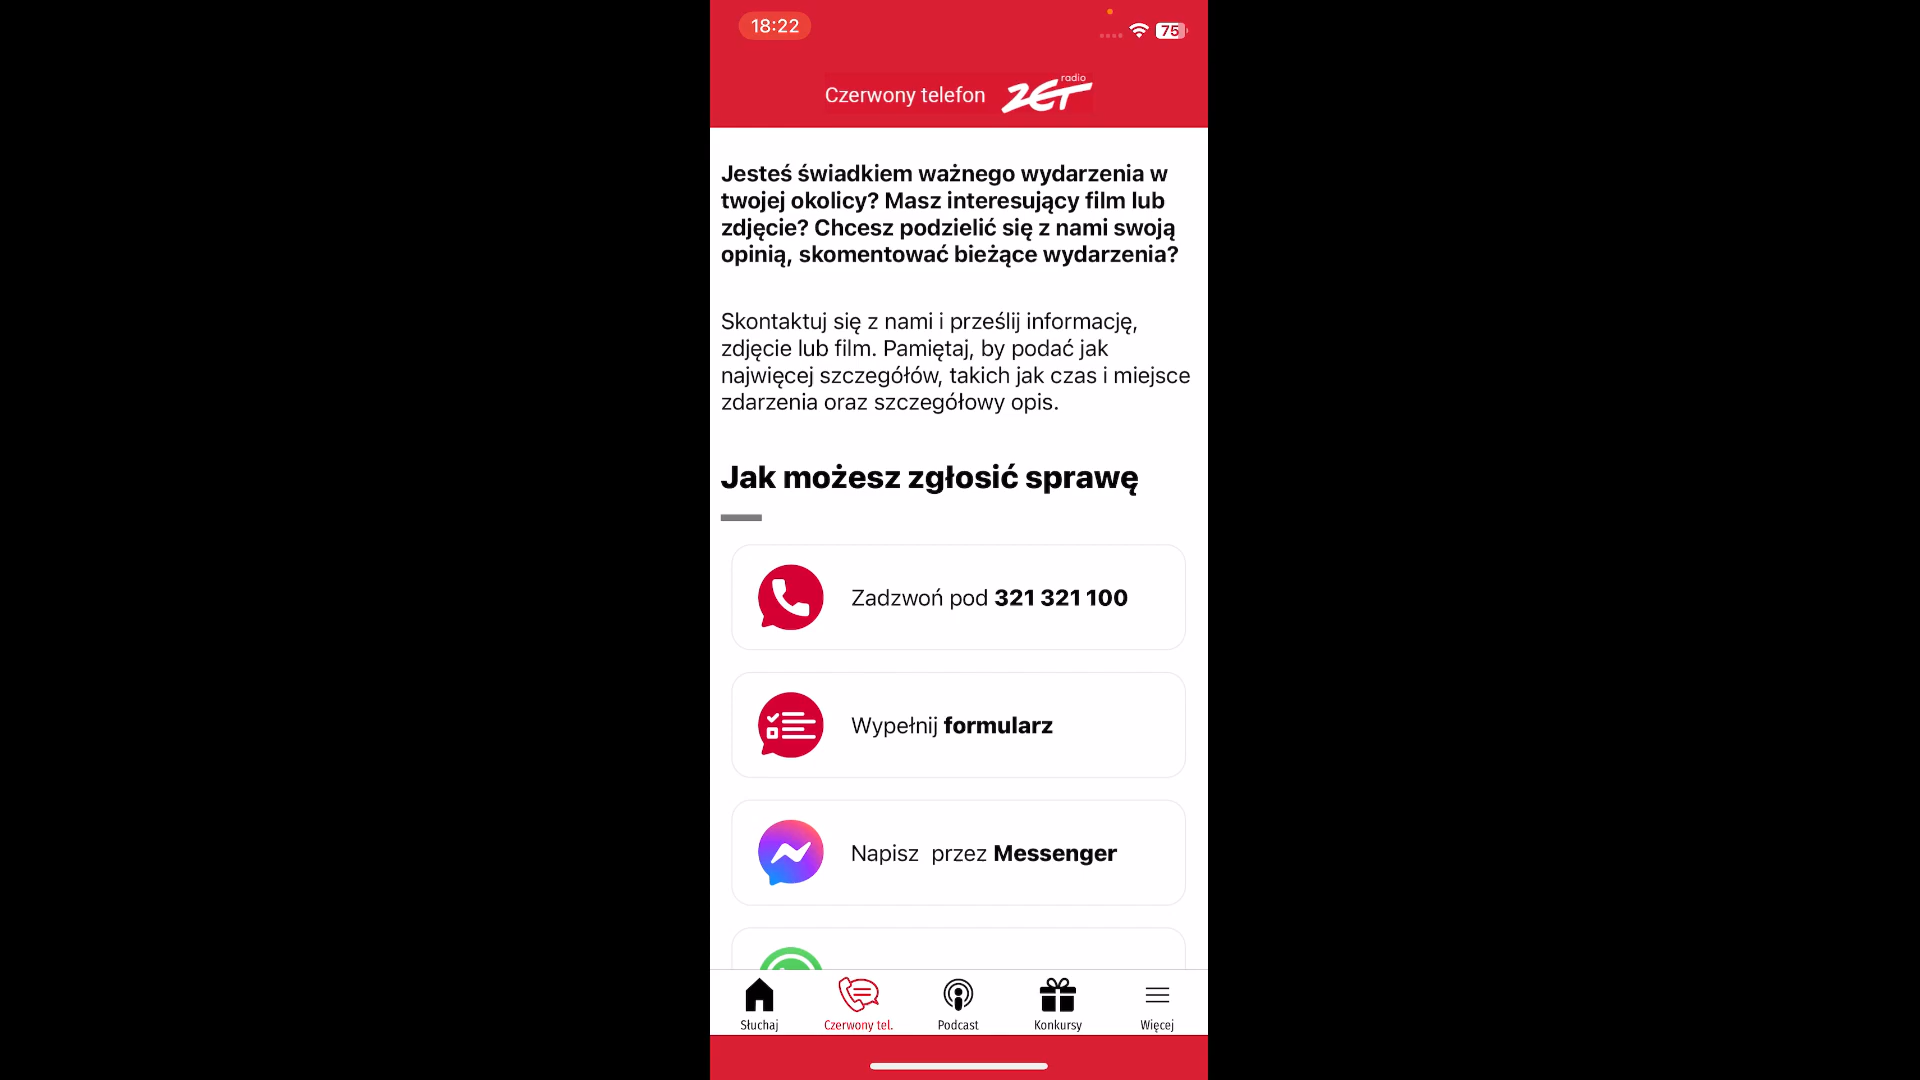 18:22
75
Czerwony telefon
radio
ZET
Jesteś świadkiem ważnego wydarzenia w
twojej okolicy? Masz interesujący film lub
zdjęcie? Chcesz podzielić się z nami swoją
opinią, skomentować bieżące wydarzenia?
Skontaktuj się z nami i prześlij informację,
zdjęcie lub film. Pamiętaj, by podać jak
najwięcej szczegółów, takich jak czas i miejsce
zdarzenia oraz szczegółowy opis.
Jak możesz zgłosić sprawę
Zadzwoń pod 321 321 100
Wypełnij formularz
Napisz przez Messenger
Słuchaj
Czerwony tel.
Podcast
Konkursy
Więcej